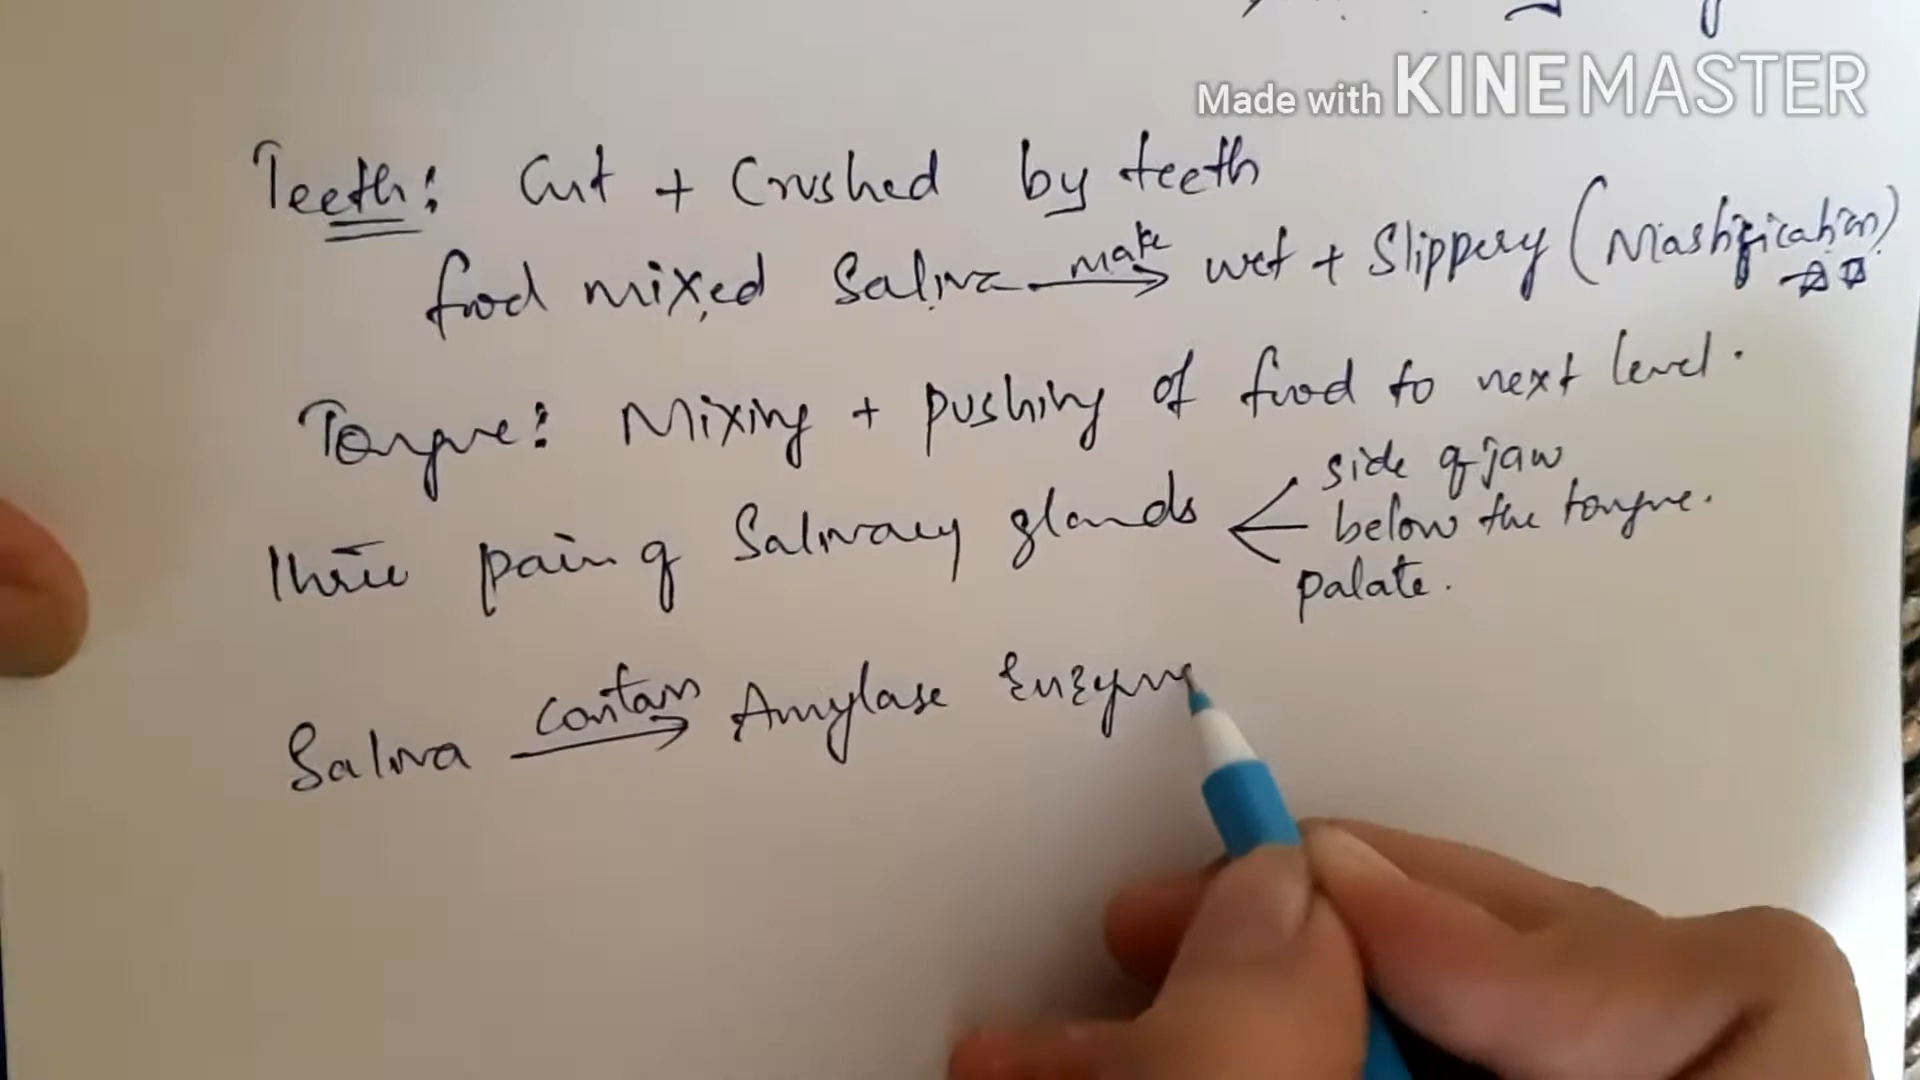 Made with KINEMASTER
Teeth: Cut + Crushed by teeth
food mixed Saliva make → wet + Slippery (Mastification)
Tongue: Mixing + pushing of food to next level.
Three pair of Salivary glands
side of jaw
below the tongue.
palate.
Saliva contains → Amylase Enzyme